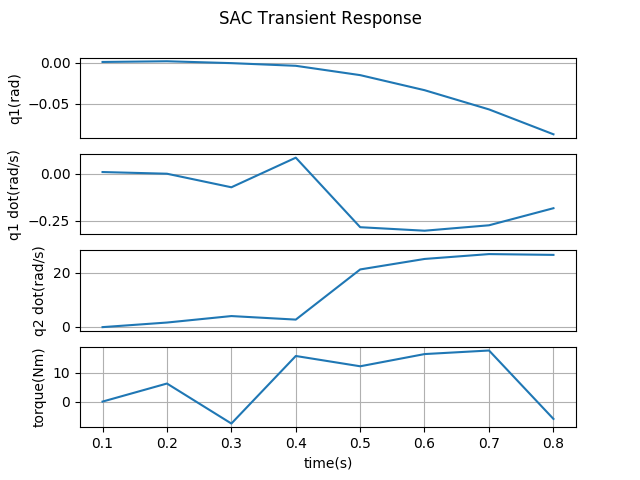 SAC Transient Response
q1(rad)
0.00
−0.05
q1 dot(rad/s)
0.00
−0.25
q2 dot(rad/s)
20
0
torque(Nm)
10
0
0.1 0.2 0.3 0.4 0.5 0.6 0.7 0.8
time(s)